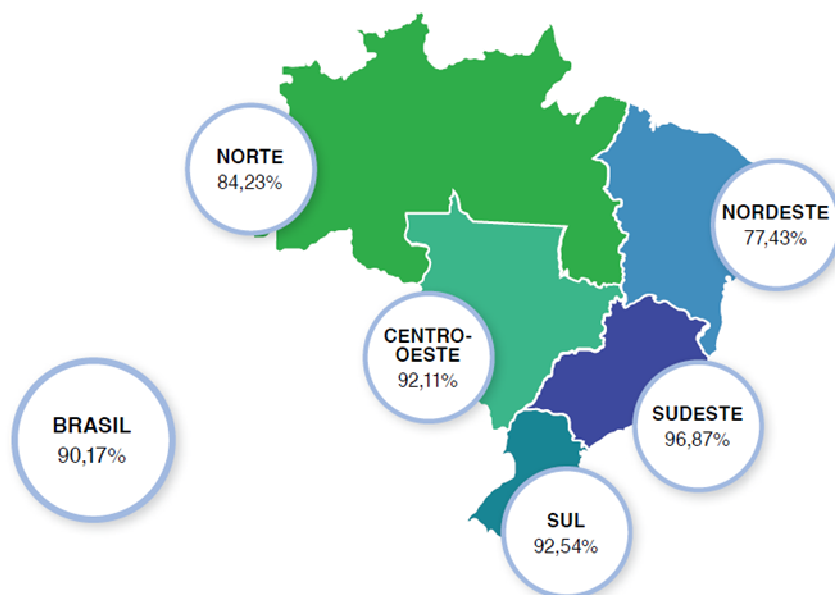 NORTE
84,23%
NORDESTE
77,43%
CENTRO-
OESTE
92,11%
BRASIL
90,17%
SUDESTE
96,87%
SUL
92,54%